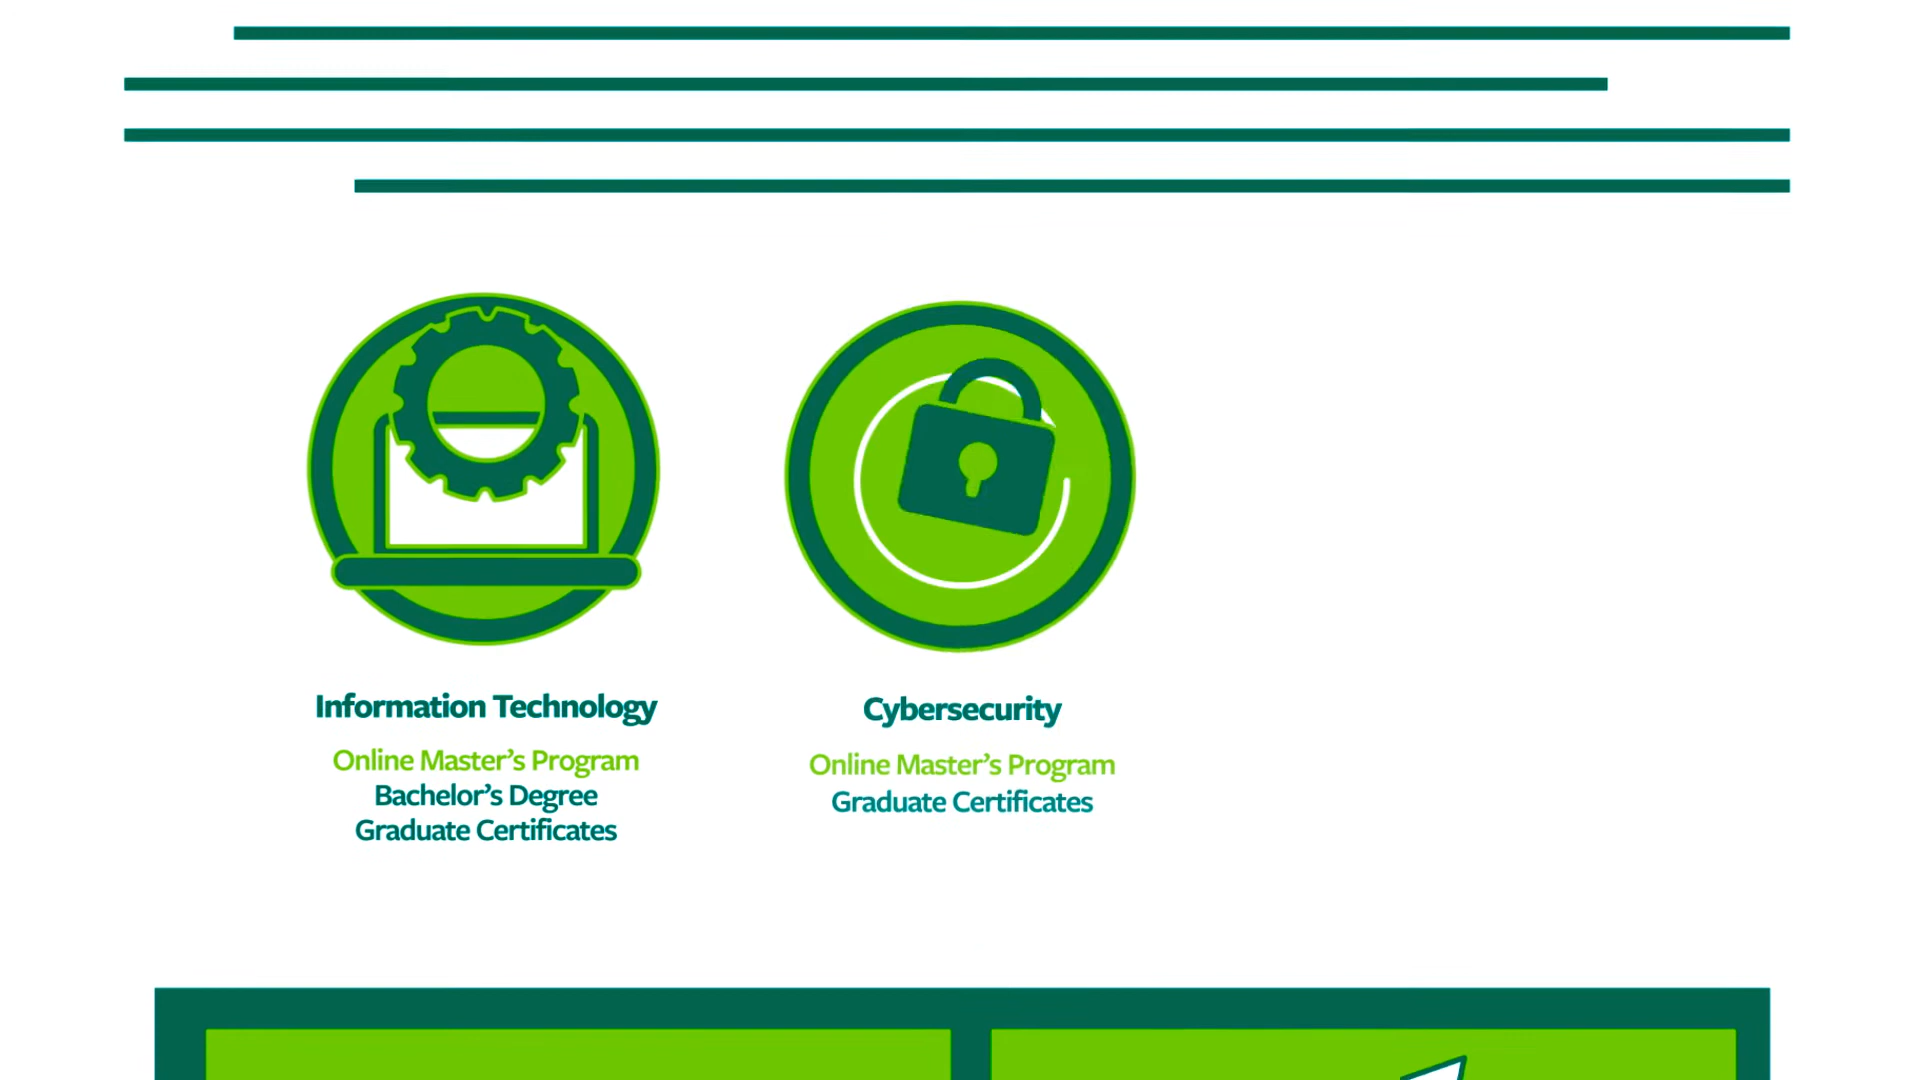 Information Technology
Online Master's Program
Bachelor's Degree
Graduate Certificates
Cybersecurity
Online Master's Program
Graduate Certificates